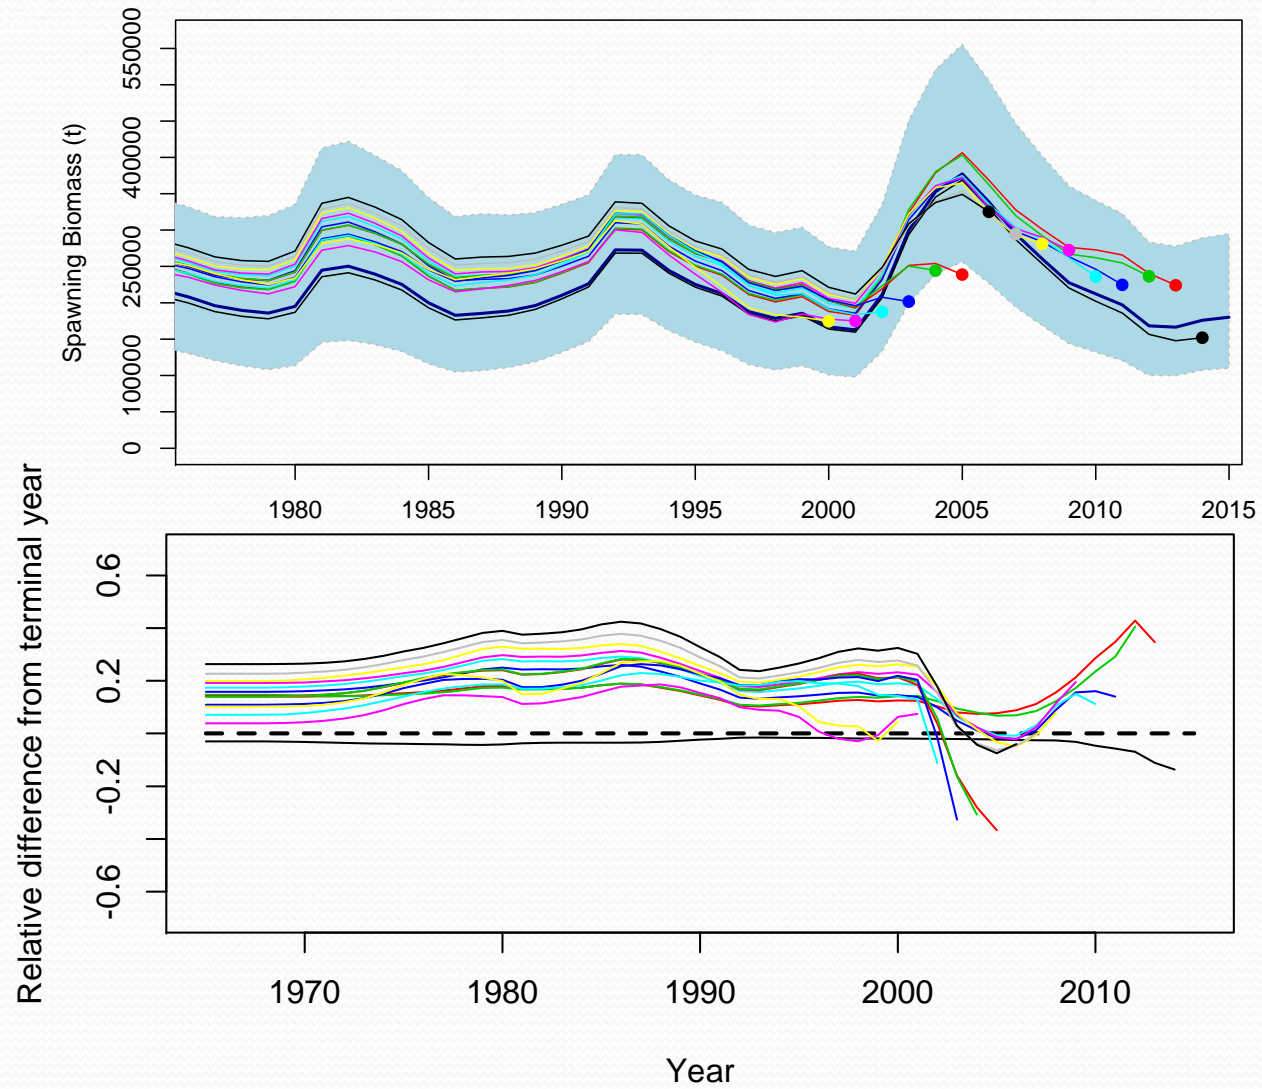 Spawning Biomass (t)
5500000
400000
250000
100000
0
1980 1985 1990 1995 2000 2005 2010 2015
Relative difference from terminal year
0.6
0.2
-0.2
-0.6
1970 1980 1990 2000 2010
Year